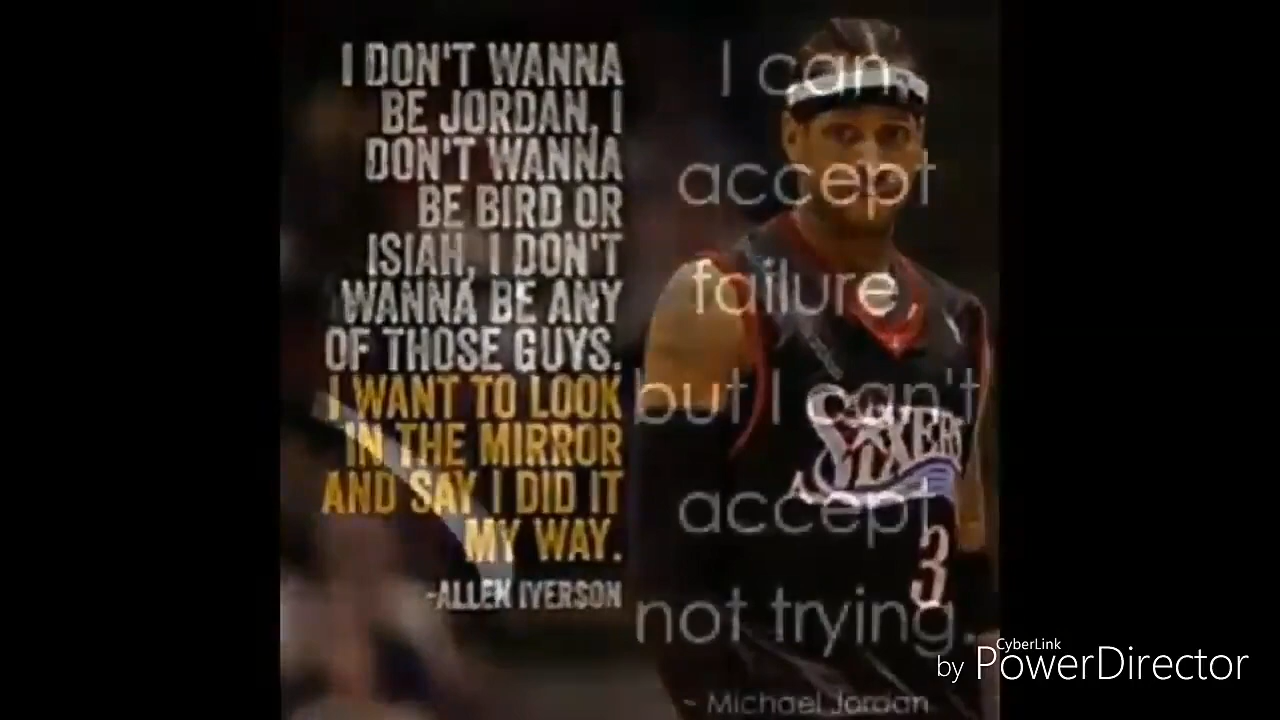 I DON'T WANNA
BE JORDAN, I
DON'T WANNA
BE BIRD OR
ISIAH, I DON'T
WANNA BE ANY
OF THOSE GUYS.
I WANT TO LOOK
IN THE MIRROR
AND SAY I DID IT
MY WAY.
-ALLEN IVERSON
I can
accept
failure,
but I can't
accept
not trying.
~ Michael Jordan
SIXERS
3
CyberLink
by PowerDirector